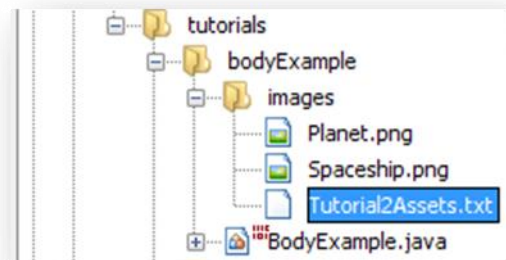 tutorials
bodyExample
images
Planet.png
Spaceship.png
Tutorial2Assets.txt
BodyExample.java